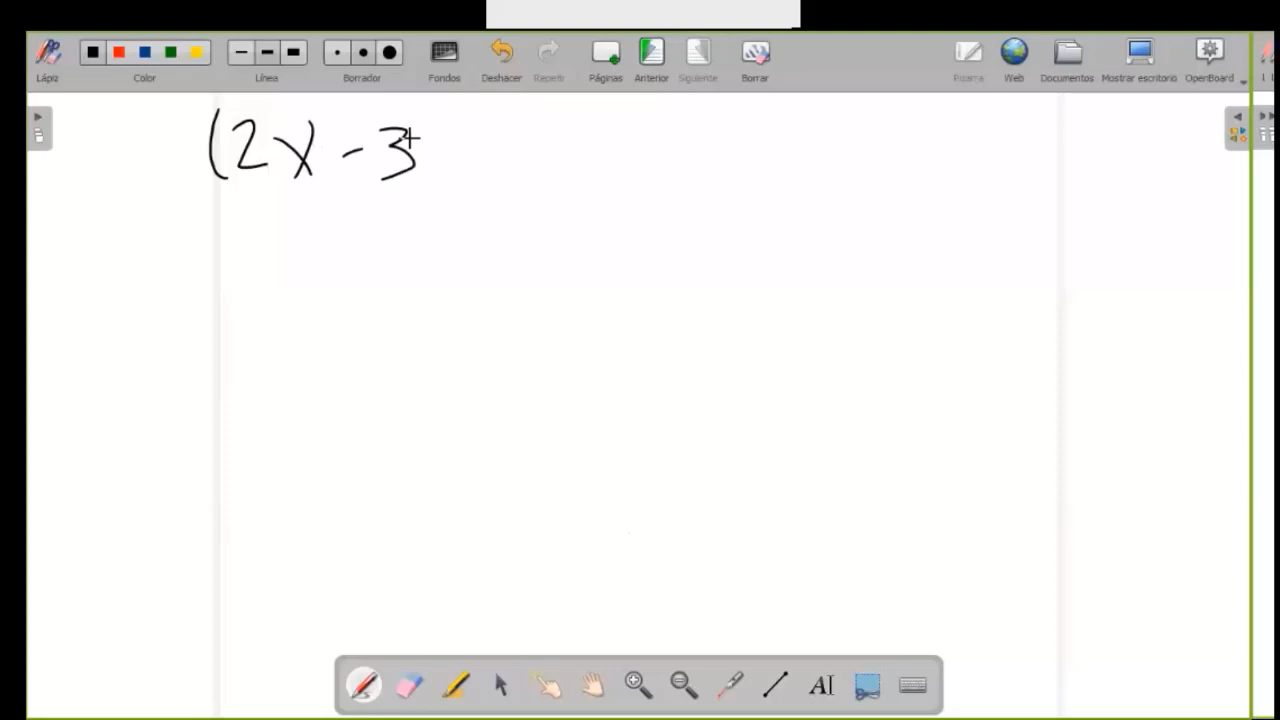 Lápiz Color Línea Borrador Fondos Deshacer Repetir Páginas Anterior Siguiente Borrar Pizarra Web Documentos Mostrar escritorio OpenBoard
(2x - 3
AI